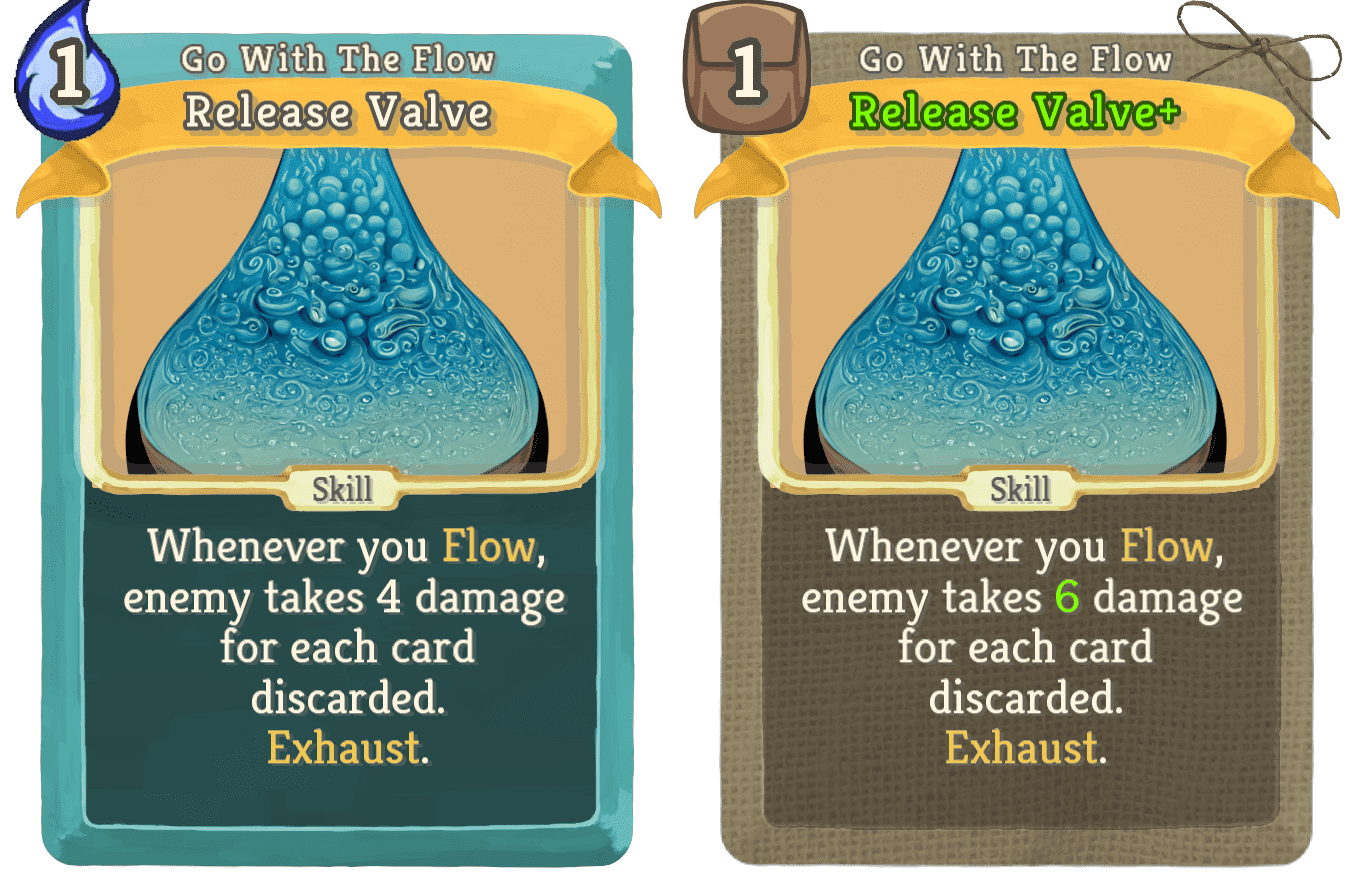 1
Go With The Flow
Release Valve
Skill
Whenever you Flow,
enemy takes 4 damage
for each card
discarded.
Exhaust.
1
Go With The Flow
Release Valve+
Skill
Whenever you Flow,
enemy takes 6 damage
for each card
discarded.
Exhaust.